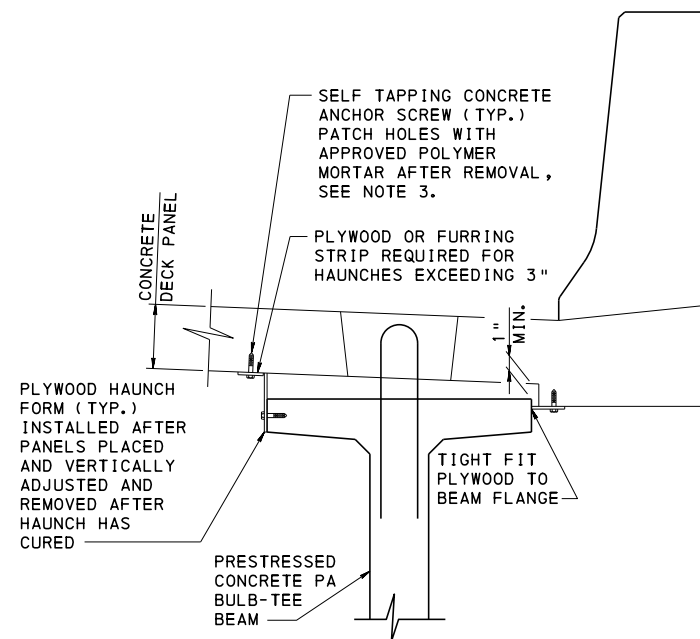 SELF TAPPING CONCRETE
ANCHOR SCREW (TYP.)
PATCH HOLES WITH
APPROVED POLYMER
MORTAR AFTER REMOVAL,
SEE NOTE 3.
PLYWOOD OR FURRING
STRIP REQUIRED FOR
HAUNCHES EXCEEDING 3"
CONCRETE
DECK PANEL
1"
MIN.
PLYWOOD HAUNCH
FORM (TYP.)
INSTALLED AFTER
PANELS PLACED
AND VERTICALLY
ADJUSTED AND
REMOVED AFTER
HAUNCH HAS
CURED
TIGHT FIT
PLYWOOD TO
BEAM FLANGE
PRESTRESSED
CONCRETE PA
BULB-TEE
BEAM